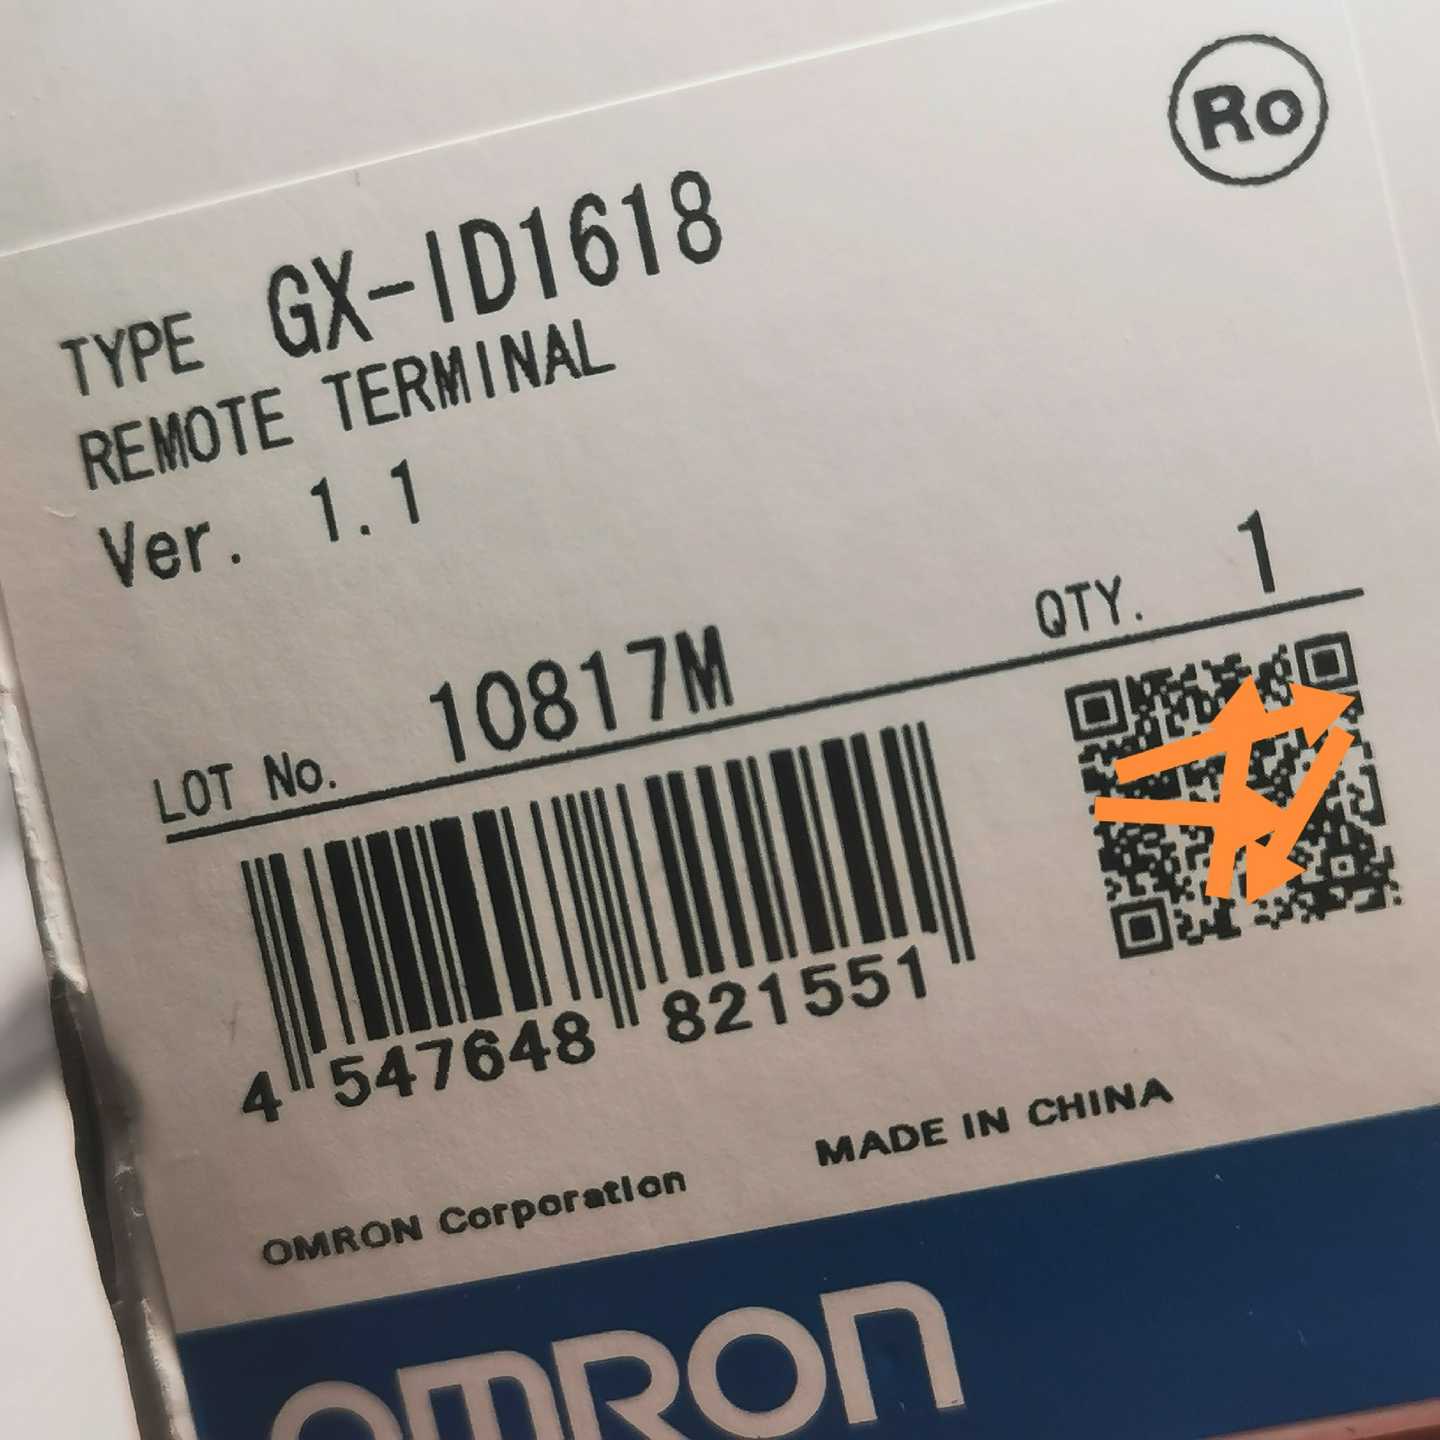 Ro
TYPE GX-ID1618
REMOTE TERMINAL
Ver. 1.1
QTY. 1
LOT No. 10817M
4 547648 821551
OMRON Corporation MADE IN CHINA
OMRON